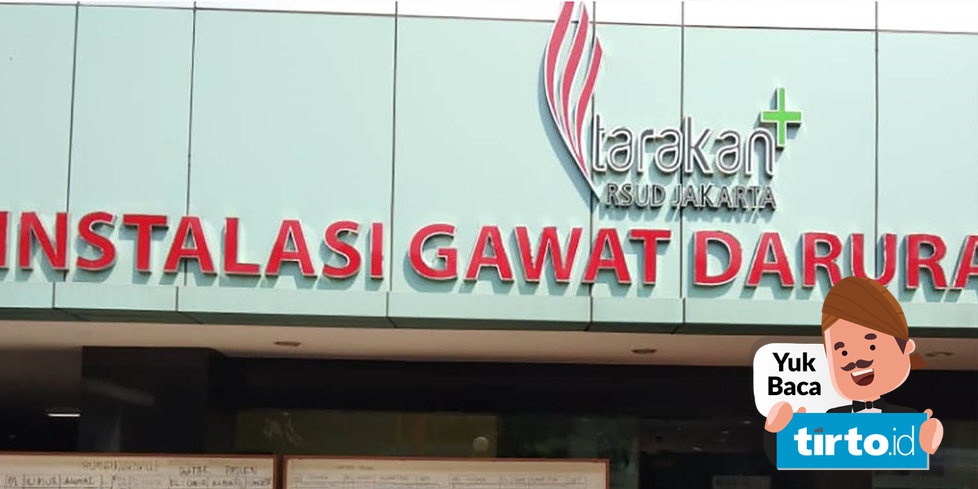 tarakan+
RSUD JAKARTA
INSTALASI GAWAT DARURA
Yuk
Baca
tirto.id